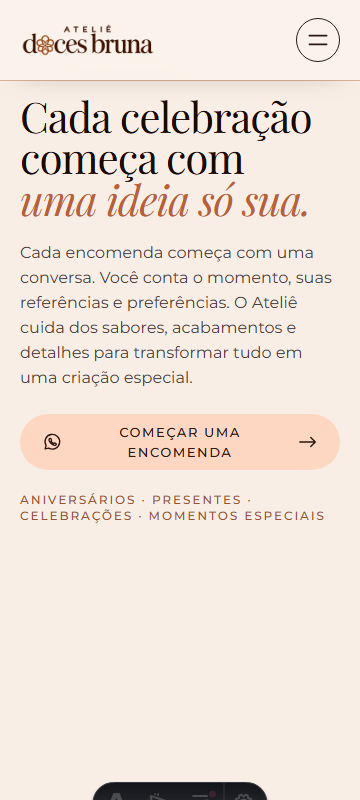 ATELIÊ
doces bruna
Cada celebração
começa com
uma ideia só sua.
Cada encomenda começa com uma
conversa. Você conta o momento, suas
referências e preferências. O Ateliê
cuida dos sabores, acabamentos e
detalhes para transformar tudo em
uma criação especial.
COMEÇAR UMA
ENCOMENDA
ANIVERSÁRIOS · PRESENTES ·
CELEBRAÇÕES · MOMENTOS ESPECIAIS